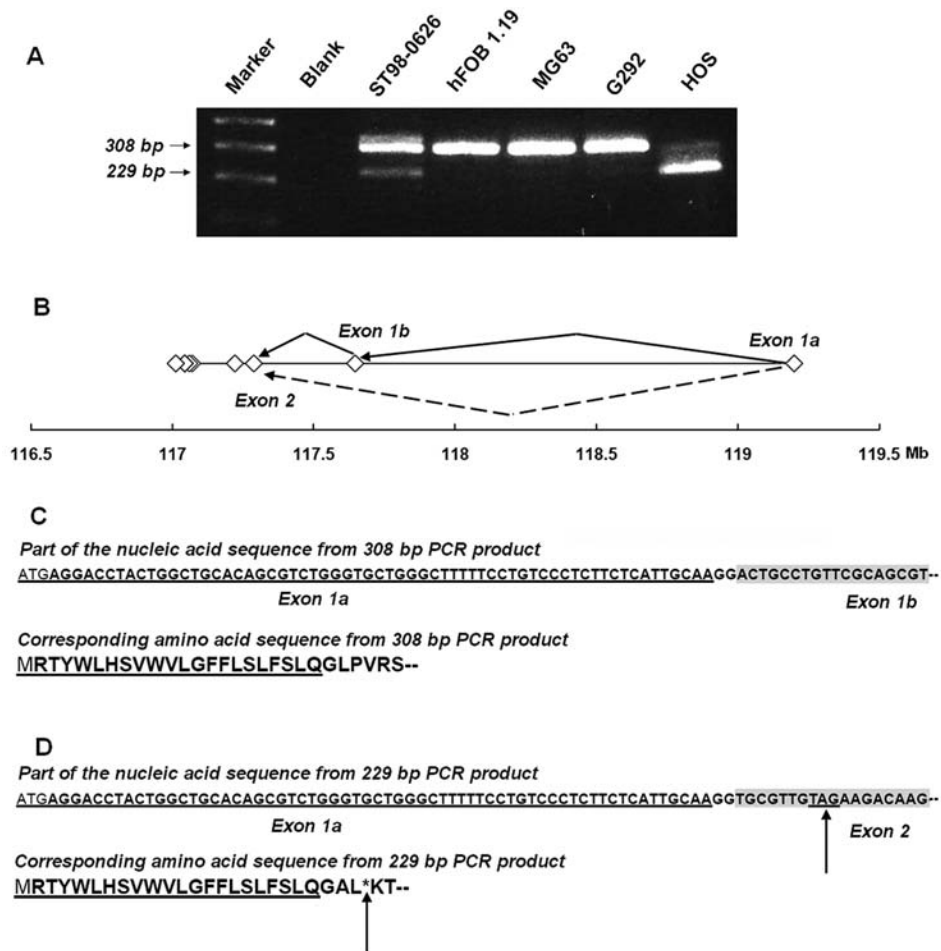 A
Marker
Blank
ST98-0626
hFOB 1.19
MG63
G292
HOS
308 bp
229 bp
B
Exon 1b
Exon 1a
Exon 2
116.5 117 117.5 118 118.5 119 119.5 Mb
C
Part of the nucleic acid sequence from 308 bp PCR product
ATGAGGACCTACTGGCTGCACAGCGTCTGGGTGCTGGGCTTTTTCCTGTCCCTCTTCTCATTGCAAGGACTGCCTGTTCGCAGCGT--
Exon 1a
Exon 1b
Corresponding amino acid sequence from 308 bp PCR product
MRTYWLHSVWVLGFFLSLFSLQGLPVRS--
D
Part of the nucleic acid sequence from 229 bp PCR product
ATGAGGACCTACTGGCTGCACAGCGTCTGGGTGCTGGGCTTTTTCCTGTCCCTCTTCTCATTGCAAGGTGCGTTGTAGAAGACAAG--
Exon 1a
Exon 2
Corresponding amino acid sequence from 229 bp PCR product
MRTYWLHSVWVLGFFLSLFSLQGAL*KT--